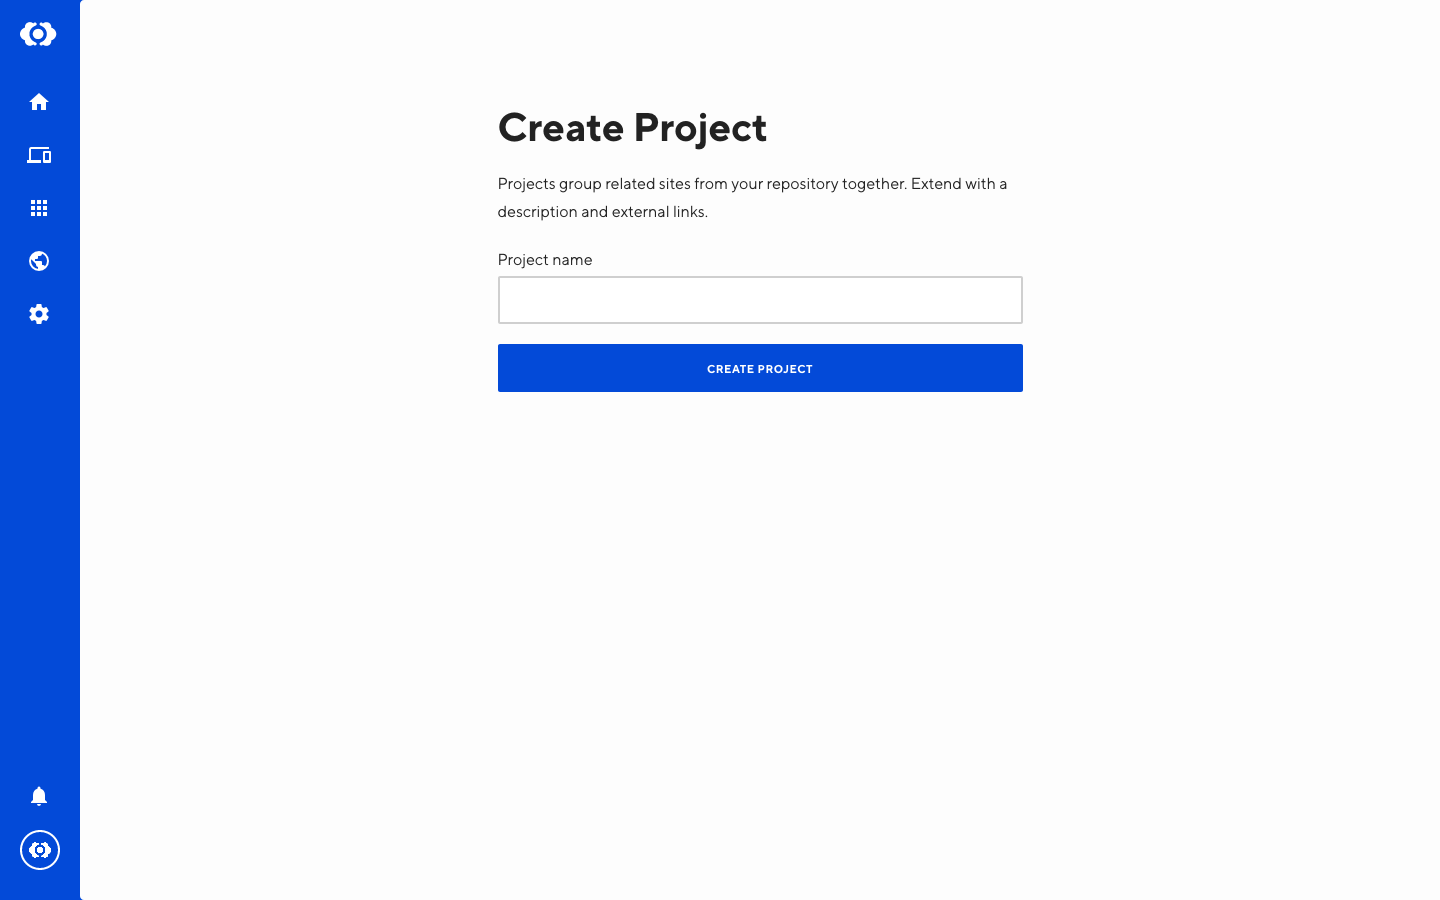 Create Project
Projects group related sites from your repository together. Extend with a
description and external links.
Project name
CREATE PROJECT